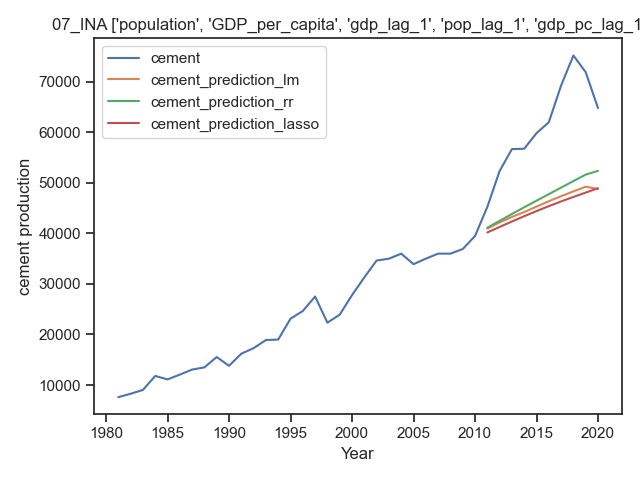 07_INA ['population', 'GDP_per_capita', 'gdp_lag_1', 'pop_lag_1', 'gdp_pc_lag_1
cement
cement_prediction_lm
cement_prediction_rr
cement_prediction_lasso
cement production
70000
60000
50000
40000
30000
20000
10000
1980 1985 1990 1995 2000 2005 2010 2015 2020
Year